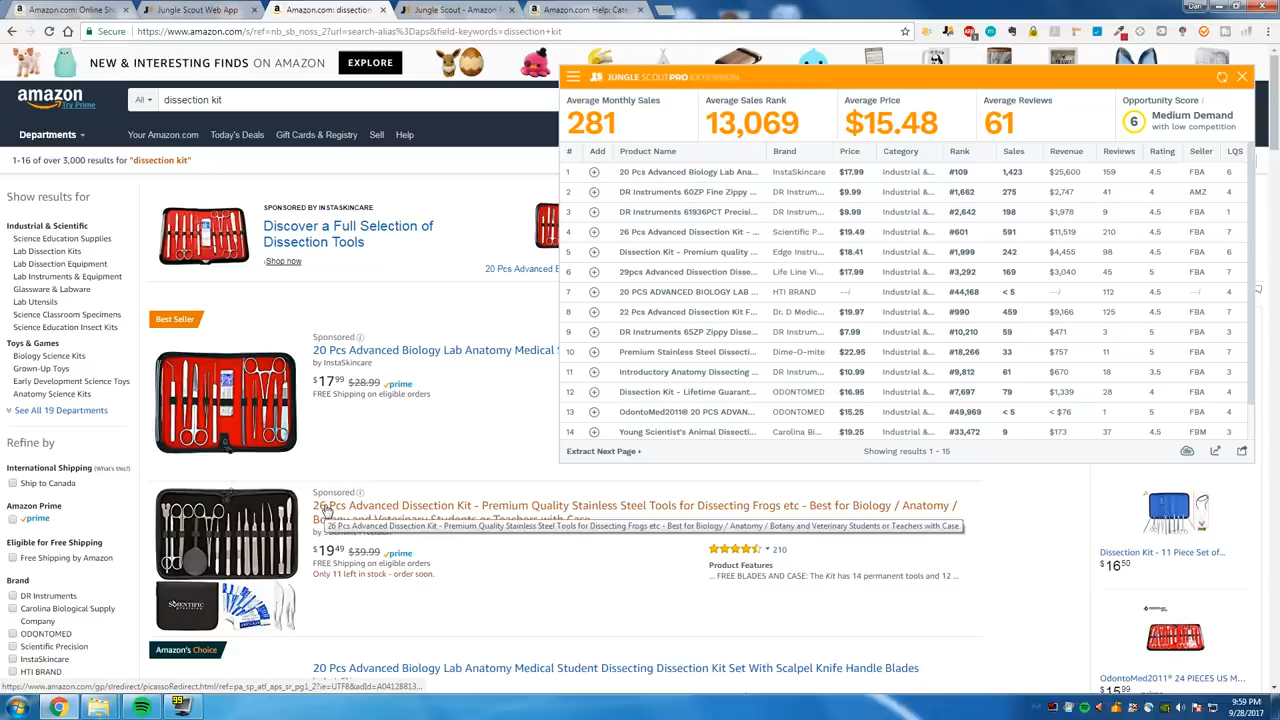 Amazon.com: Online Sh
Jungle Scout Web App
Amazon.com: dissection
Jungle Scout - Amazon
Amazon.com Help: Cate
Dan
Secure
https://www.amazon.com/s/ref=nb_sb_noss_2?url=search-alias%3Daps&field-keywords=dissection+kit
NEW & INTERESTING FINDS ON AMAZON
EXPLORE
amazon
Try Prime
All
dissection kit
Departments
Your Amazon.com
Today's Deals
Gift Cards & Registry
Sell
Help
1-16 of over 3,000 results for "dissection kit"
JUNGLE SCOUT PRO EXTENSION
Average Monthly Sales
281
Average Sales Rank
13,069
Average Price
$15.48
Average Reviews
61
Opportunity Score
6
Medium Demand
with low competition
# Add Product Name Brand Price Category Rank Sales Revenue Reviews Rating Seller LQS
1 20 Pcs Advanced Biology Lab Ana... InstaSkincare $17.99 Industrial &... #109 1,423 $25,600 159 4.5 FBA 6
2 DR Instruments 60ZP Fine Zippy ... DR Instrum... $9.99 Industrial &... #1,662 275 $2,747 41 4 AMZ 4
3 DR Instruments 61936PCT Precisi... DR Instrum... $9.99 Industrial &... #2,642 198 $1,978 9 4.5 FBA 1
4 26 Pcs Advanced Dissection Kit - ... Scientific P... $19.49 Industrial &... #601 591 $11,519 210 4.5 FBA 7
5 Dissection Kit - Premium quality ... Edge Instru... $18.41 Industrial &... #1,999 242 $4,455 98 4.5 FBA 6
6 29pcs Advanced Dissection Disse... Life Line Vi... $17.99 Industrial &... #3,292 169 $3,040 45 5 FBA 7
7 20 PCS ADVANCED BIOLOGY LAB ... HTI BRAND --/ Industrial &... #44,168 < 5 ---/ 112 4.5 --/ 4
8 22 Pcs Advanced Dissection Kit F... Dr. D Medic... $19.97 Industrial &... #990 459 $9,166 125 4.5 FBA 7
9 DR Instruments 65ZP Zippy Disse... DR Instrum... $7.99 Industrial &... #10,210 59 $471 3 5 FBA 3
10 Premium Stainless Steel Dissecti... Dime-O-mite $22.95 Industrial &... #18,266 33 $757 11 5 FBA 7
11 Introductory Anatomy Dissecting ... DR Instrum... $10.99 Industrial &... #9,812 61 $670 18 3.5 FBA 3
12 Dissection Kit - Lifetime Guarant... ODONTOMED $16.95 Industrial &... #7,697 79 $1,339 28 4 FBA 4
13 OdontoMed2011® 20 PCS ADVAN... ODONTOMED $15.25 Industrial &... #49,969 < 5 < $76 1 5 FBA 4
14 Young Scientist's Animal Dissecti... Carolina Bi... $19.25 Industrial &... #33,472 9 $173 37 4.5 FBM 3
Extract Next Page
Showing results 1 - 15
Show results for
Industrial & Scientific
Science Education Supplies
Lab Dissection Kits
Lab Dissection Equipment
Lab Instruments & Equipment
Glassware & Labware
Lab Utensils
Science Classroom Specimens
Science Education Insect Kits
Toys & Games
Biology Science Kits
Grown-Up Toys
Early Development Science Toys
Anatomy Science Kits
See All 19 Departments
Refine by
International Shipping (What's this?)
Ship to Canada
Amazon Prime
prime
Eligible for Free Shipping
Free Shipping by Amazon
Brand
DR Instruments
Carolina Biological Supply
Company
ODONTOMED
Scientific Precision
InstaSkincare
HTI BRAND
SPONSORED BY INSTASKINCARE
Discover a Full Selection of
Dissection Tools
Shop now
20 Pcs Advanced B
Best Seller
Sponsored
20 Pcs Advanced Biology Lab Anatomy Medical
by InstaSkincare
$17 99 $28.99 prime
FREE Shipping on eligible orders
Sponsored
26 Pcs Advanced Dissection Kit - Premium Quality Stainless Steel Tools for Dissecting Frogs etc - Best for Biology / Anatomy /
26 Pcs Advanced Dissection Kit - Premium Quality Stainless Steel Tools for Dissecting Frogs etc - Best for Biology / Anatomy / Botany and Veterinary Students or Teachers with Case
$19 49 $39.99 prime
FREE Shipping on eligible orders
Only 11 left in stock - order soon.
210
Product Features
... FREE BLADES AND CASE: The Kit has 14 permanent tools and 12 ...
SCIENTIFIC
Amazon's Choice
20 Pcs Advanced Biology Lab Anatomy Medical Student Dissecting Dissection Kit Set With Scalpel Knife Handle Blades
Dissection Kit - 11 Piece Set of...
$16 50
OdontoMed2011® 24 PIECES US M...
$15 99
https://www.amazon.com/gp/slredirect/picassoRedirect.html/ref=pa_sp_atf_aps_sr_pg1_2?ie=UTF8&adId=A04128813...
9:59 PM
9/28/2017